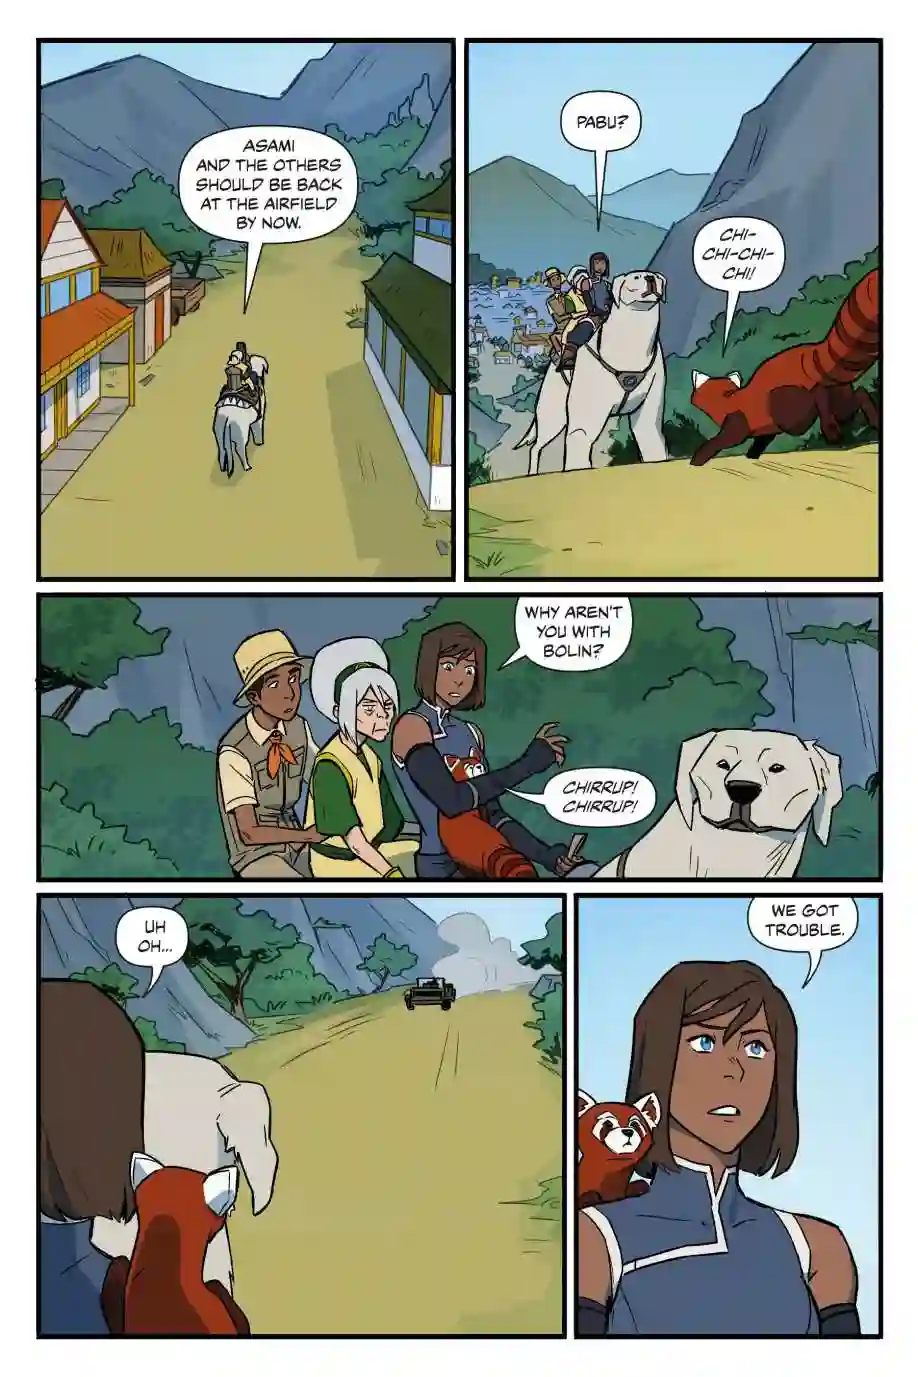 ASAMI
AND THE OTHERS
SHOULD BE BACK
AT THE AIRFIELD
BY NOW.
PABU?
CHI-
CHI-CHI-
CHI!
WHY AREN'T
YOU WITH
BOLIN?
CHIRRUP!
CHIRRUP!
UH
OH...
WE GOT
TROUBLE.